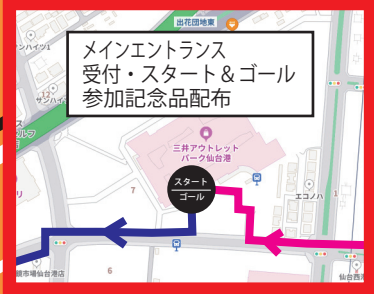 出花団地東
メインエントランス
受付・スタート＆ゴール
参加記念品配布
三井アウトレット
パーク仙台港
スタート
ゴール
7
エコノハ
1
6